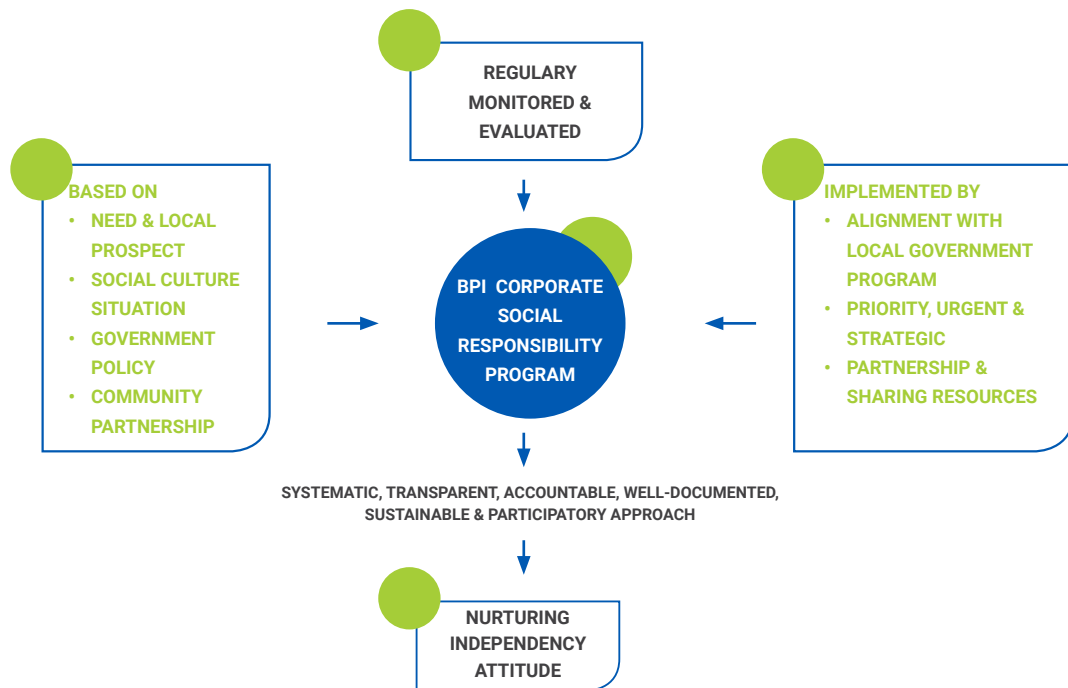 REGULARY
MONITORED &
EVALUATED
BASED ON
• NEED & LOCAL
PROSPECT
• SOCIAL CULTURE
SITUATION
• GOVERNMENT
POLICY
• COMMUNITY
PARTNERSHIP
BPI CORPORATE
SOCIAL
RESPONSIBILITY
PROGRAM
IMPLEMENTED BY
• ALIGNMENT WITH
LOCAL GOVERNMENT
PROGRAM
• PRIORITY, URGENT &
STRATEGIC
• PARTNERSHIP &
SHARING RESOURCES
SYSTEMATIC, TRANSPARENT, ACCOUNTABLE, WELL-DOCUMENTED,
SUSTAINABLE & PARTICIPATORY APPROACH
NURTURING
INDEPENDENCY
ATTITUDE